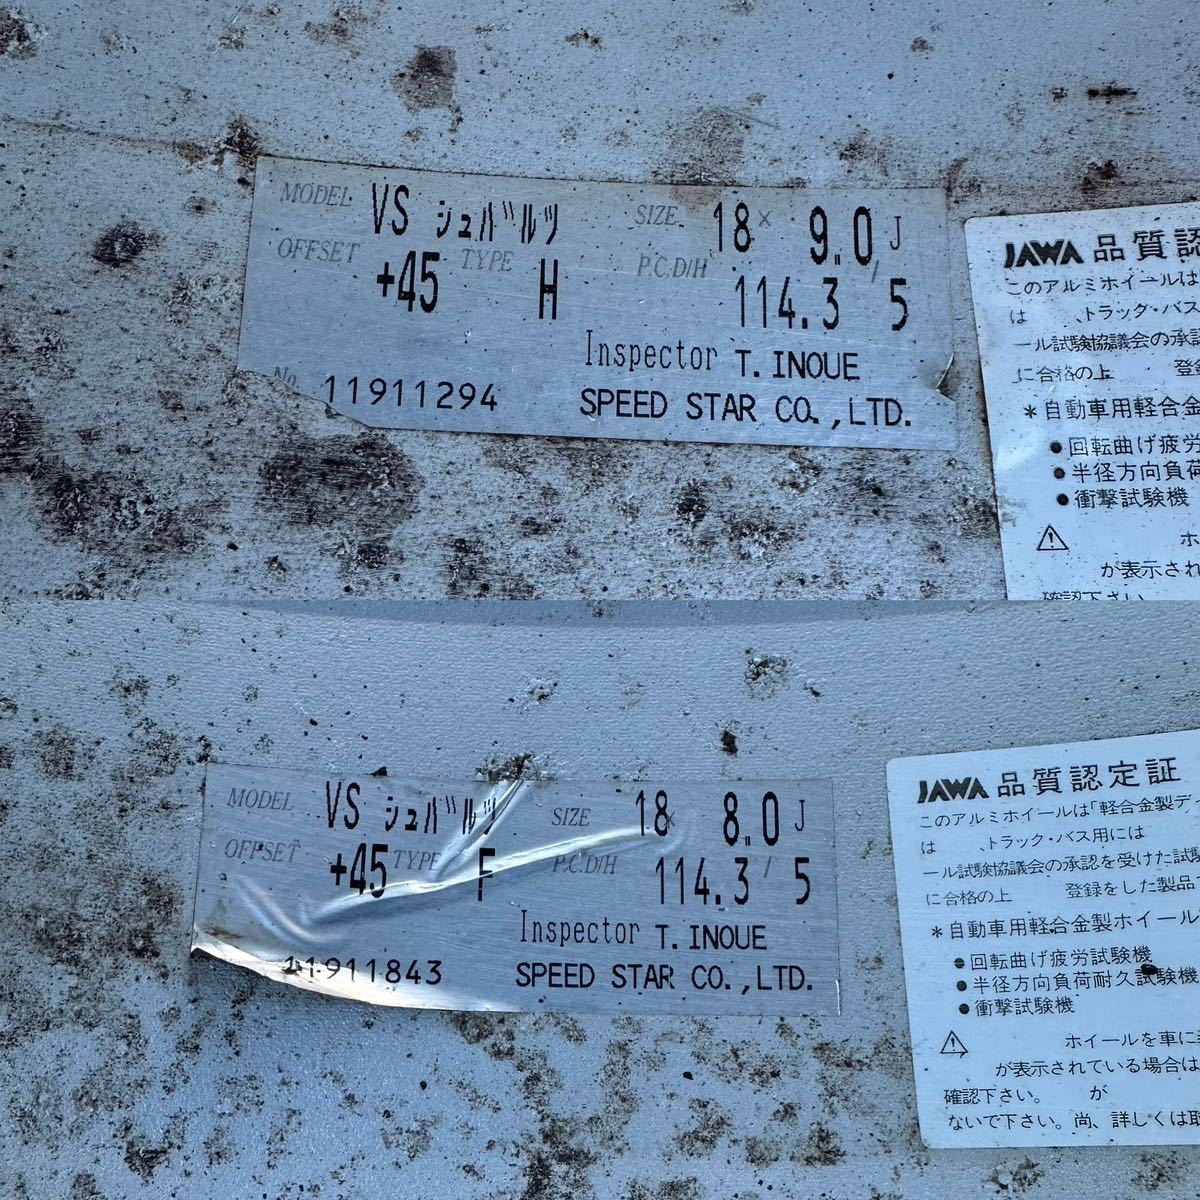 MODEL VS シュバルツ SIZE 18× 9.0J
OFFSET +45 TYPE H P.C.D/H 114.3/5
Inspector T.INOUE
No. 11911294 SPEED STAR CO.,LTD.
JAWA 品質認
このアルミホイールは
は 、トラック・バス
ール試験協議会の承認
に合格の上 登録
*自動車用軽合金
●回転曲げ疲労
●半径方向負荷
●衝撃試験機
⚠ ホ
が表示され
確認下さい
MODEL VS シュバルツ SIZE 18× 8.0J
OFFSET +45 TYPE F P.C.D/H 114.3/5
Inspector T.INOUE
11911843 SPEED STAR CO.,LTD.
JAWA 品質認定証
このアルミホイールは「軽合金製デ
は 、トラック・バス用には
ール試験協議会の承認を受けた試験
に合格の上 登録をした製品
*自動車用軽合金製ホイール
●回転曲げ疲労試験機
●半径方向負荷耐久試験機
●衝撃試験機
⚠ ホイールを車に
が表示されている場合は
確認下さい。 が
ないで下さい。尚、詳しくは取